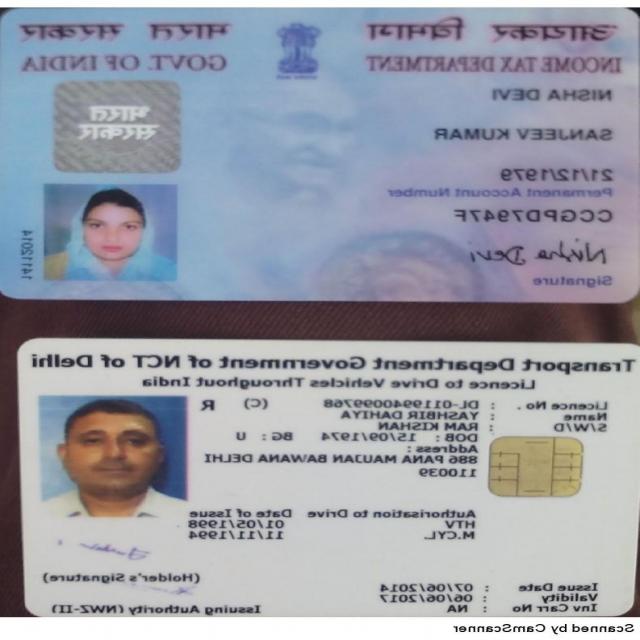 आयकर विभाग भारत सरकार
INCOME TAX DEPARTMENT GOVT. OF INDIA
NISHA DEVI
भारत
सरकार
SANJEEV KUMAR
21/12/1979
Permanent Account Number
CCGPD7947F
Nisha Devi
Signature
Transport Department Government of NCT of Delhi
Licence to Drive Vehicles Throughout India
Licence No. : DL-0119940099768 (C) R
Name : YASHBIR DAHIYA
S/W/D : RAM KISHAN
DOB: 15/09/1974 BG: U
Address:
886 PANA MAUJAN BAWANA DELHI
110039
Authorisation to Drive Date of Issue
HTV 01/05/1998
M.CYL. 11/11/1994
(Holder's Signature)
Issue Date : 07/06/2014
Validity : 06/06/2017
Inv Carr No : NA Issuing Authority (NWZ-II)
Scanned by CamScanner